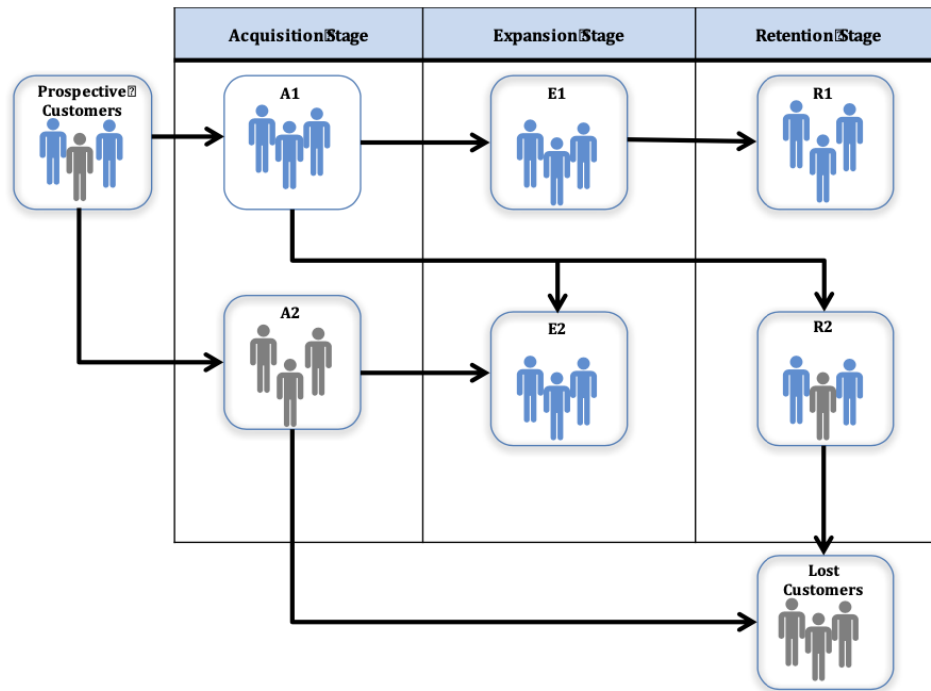 Acquisition Stage
Expansion Stage
Retention Stage
Prospective
Customers
A1
E1
R1
A2
E2
R2
Lost
Customers